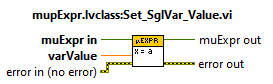 mupExpr.lvclass:Set_SglVar_Value.vi
muExpr in
varValue
error in (no error)
µEXPR
x = a
muExpr out
error out